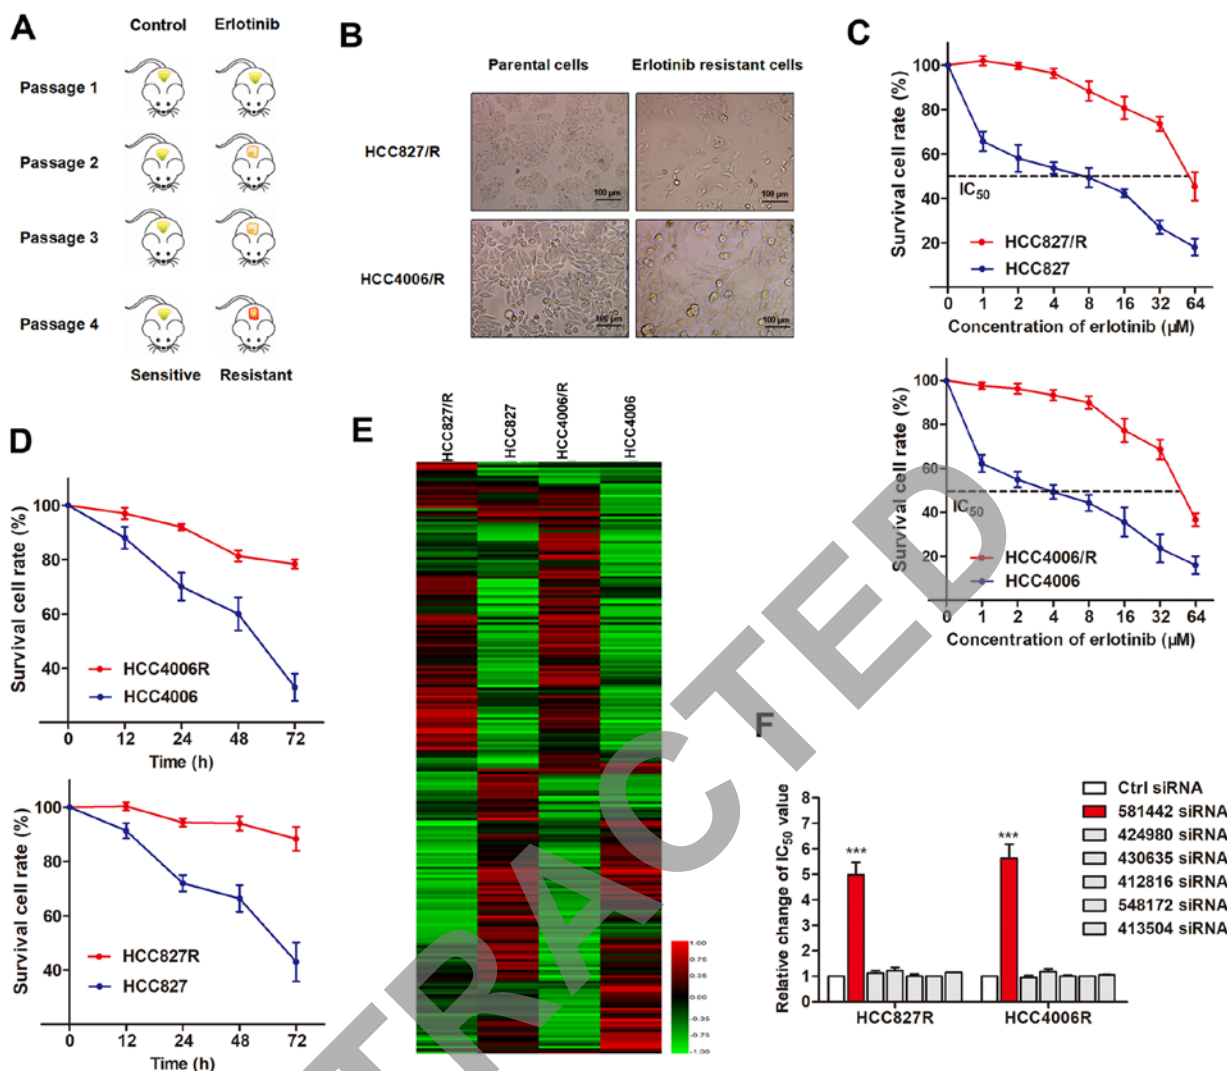 A
Control Erlotinib
Passage 1
Passage 2
Passage 3
Passage 4
Sensitive Resistant
B
Parental cells Erlotinib resistant cells
HCC827/R
100 μm 100 μm
HCC4006/R
100 μm 100 μm
C
Survival cell rate (%)
100
80
60
40
20
IC50
HCC827/R
HCC827
0 1 2 4 8 16 32 64
Concentration of erlotinib (μM)
Survival cell rate (%)
100
80
60
40
20
IC50
HCC4006/R
HCC4006
0 1 2 4 8 16 32 64
Concentration of erlotinib (μM)
D
Survival cell rate (%)
100
80
60
40
HCC4006R
HCC4006
0 12 24 48 72
Time (h)
Survival cell rate (%)
100
80
60
40
HCC827R
HCC827
0 12 24 48 72
Time (h)
E
HCC827/R HCC827 HCC4006/R HCC4006
1.00
0.75
0.35
0.00
-0.35
-0.75
-1.00
F
Relative change of IC50 value
8
7
6
5
4
3
2
1
0
*** ***
HCC827R HCC4006R
Ctrl siRNA
581442 siRNA
424980 siRNA
430635 siRNA
412816 siRNA
548172 siRNA
413504 siRNA
TRACTED